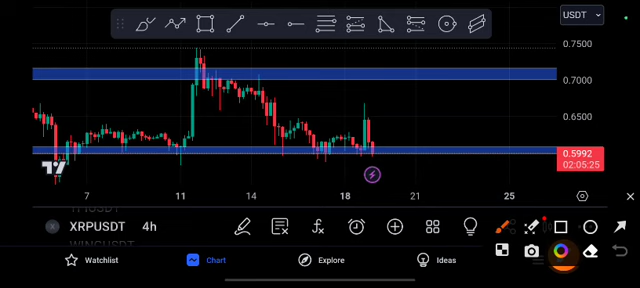 USDT
0.7500
0.7000
0.6500
0.5992
02:05:25
7
11
14
18
21
25
XRPUSDT
4h
Watchlist
Chart
Explore
Ideas